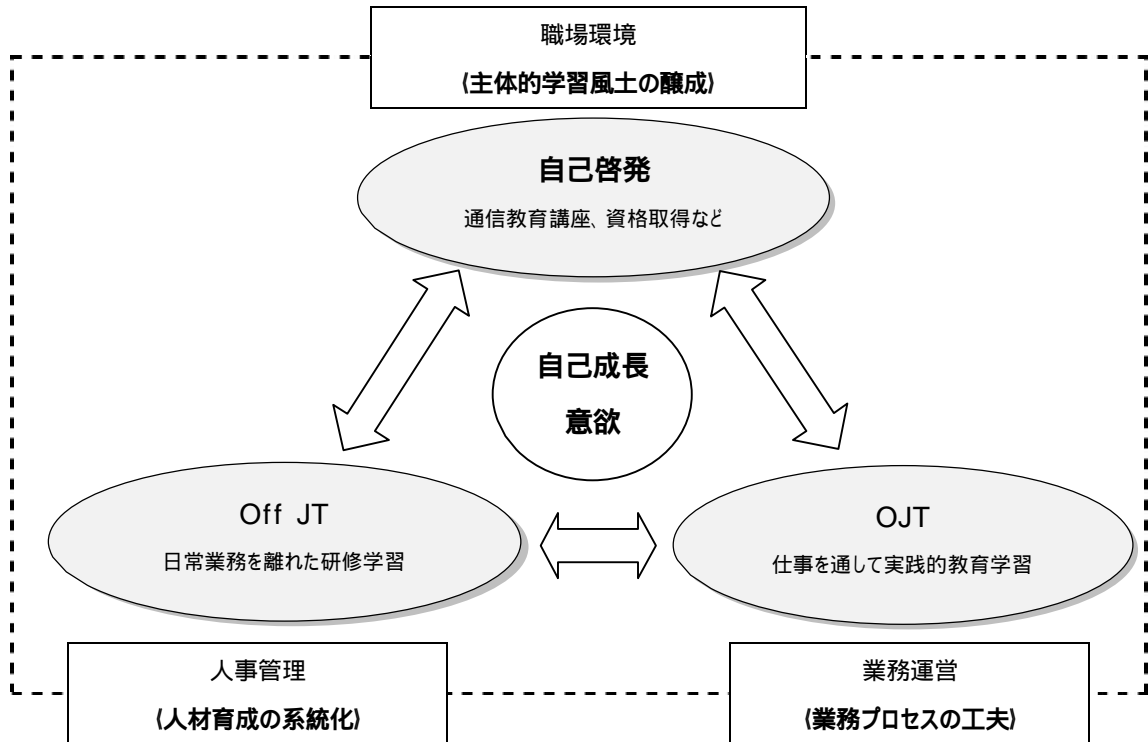 職場環境
(主体的学習風土の醸成)
自己啓発
通信教育講座、資格取得など
自己成長
意欲
Off JT
日常業務を離れた研修学習
OJT
仕事を通して実践的教育学習
人事管理
(人材育成の系統化)
業務運営
(業務プロセスの工夫)